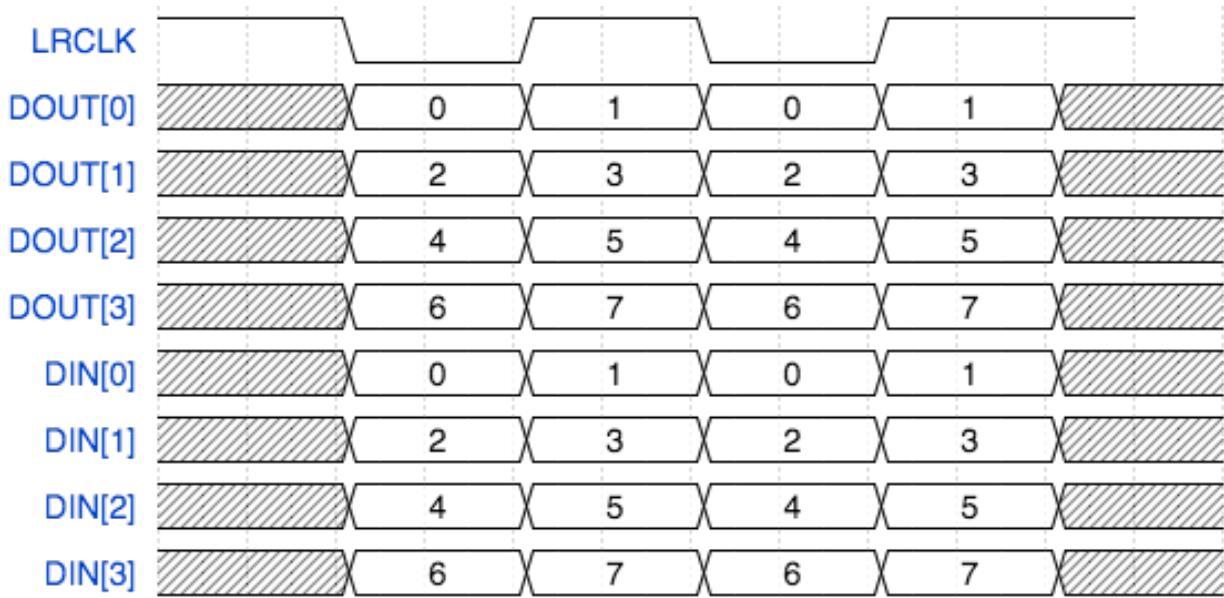 LRCLK
DOUT[0] 0 1 0 1
DOUT[1] 2 3 2 3
DOUT[2] 4 5 4 5
DOUT[3] 6 7 6 7
DIN[0] 0 1 0 1
DIN[1] 2 3 2 3
DIN[2] 4 5 4 5
DIN[3] 6 7 6 7